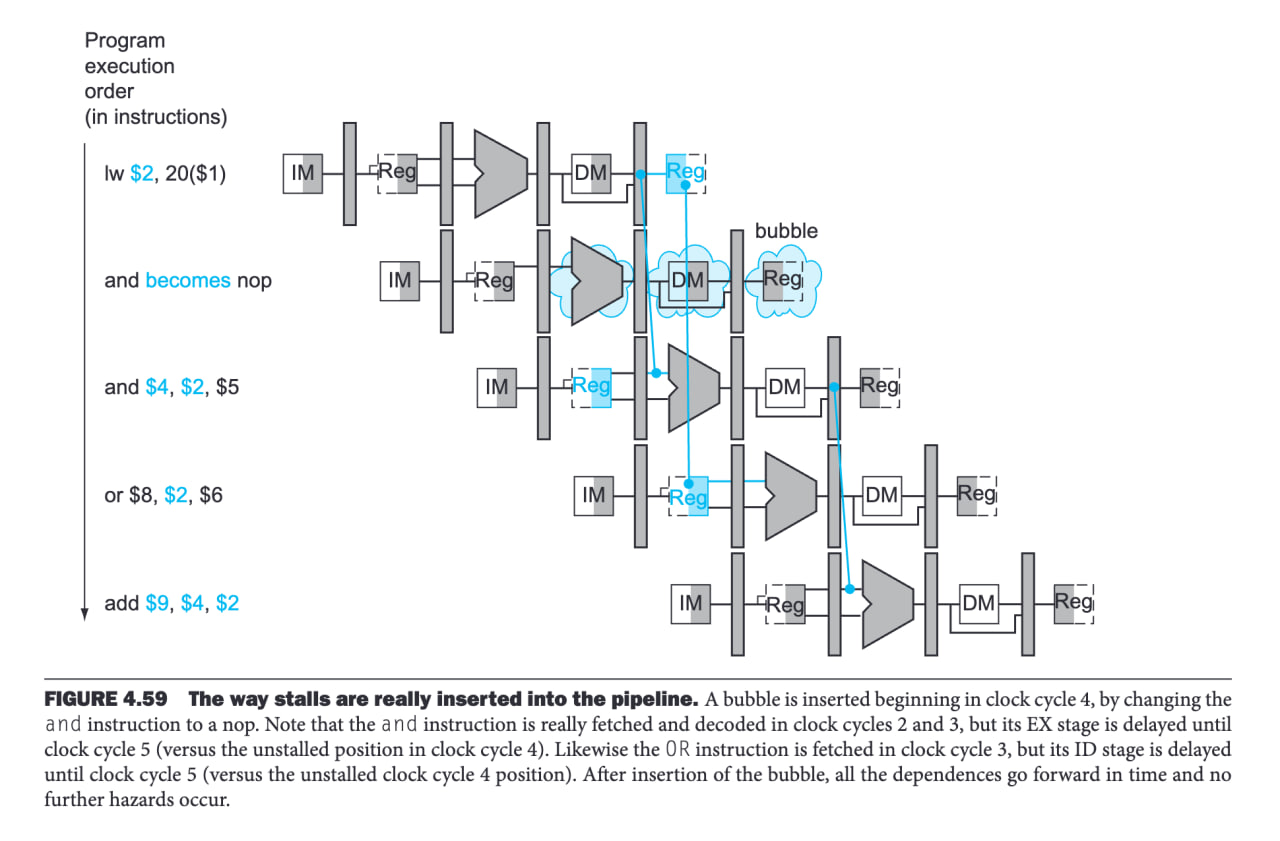 Program
execution
order
(in instructions)
lw $2, 20($1)
IM
Reg
DM
Reg
bubble
and becomes nop
IM
Reg
DM
Reg
and $4, $2, $5
IM
Reg
DM
Reg
or $8, $2, $6
IM
Reg
DM
Reg
add $9, $4, $2
IM
Reg
DM
Reg
FIGURE 4.59 The way stalls are really inserted into the pipeline. A bubble is inserted beginning in clock cycle 4, by changing the
and instruction to a nop. Note that the and instruction is really fetched and decoded in clock cycles 2 and 3, but its EX stage is delayed until
clock cycle 5 (versus the unstalled position in clock cycle 4). Likewise the OR instruction is fetched in clock cycle 3, but its ID stage is delayed
until clock cycle 5 (versus the unstalled clock cycle 4 position). After insertion of the bubble, all the dependences go forward in time and no
further hazards occur.